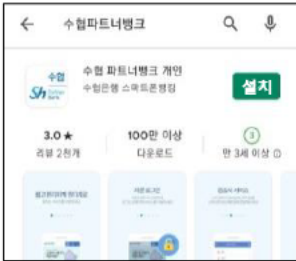 수협파트너뱅크
수협
Sh
수협 파트너뱅크 개인
수협은행 스마트폰뱅킹
설치
3.0★
리뷰 2천개
100만 이상
다운로드
3
만 3세 이상